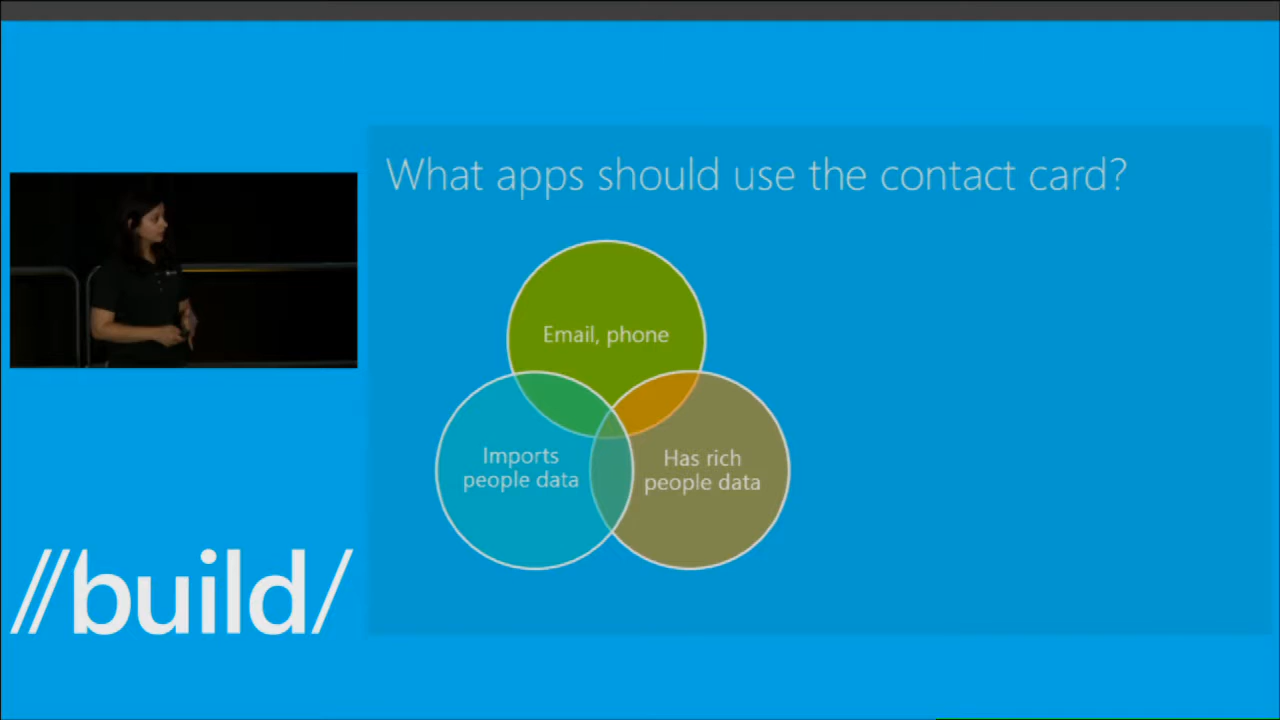 What apps should use the contact card?
Email, phone
Imports
people data
Has rich
people data
//build/